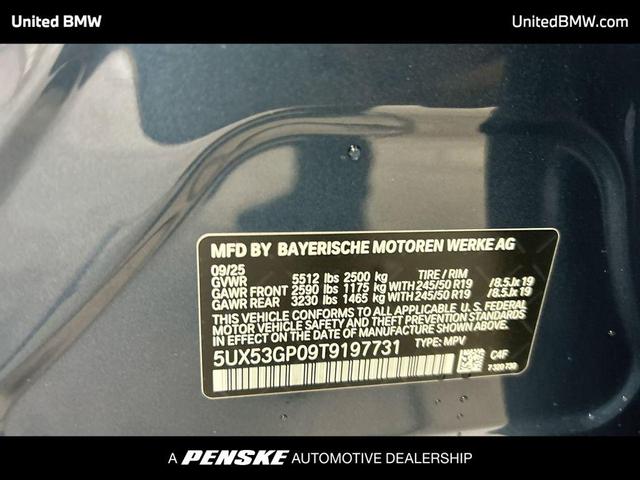 United BMW
UnitedBMW.com
MFD BY BAYERISCHE MOTOREN WERKE AG
09/25
GVWR 5512 lbs 2500 kg TIRE / RIM
GAWR FRONT 2590 lbs 1175 kg WITH 245/50 R19 /8.5Jx19
GAWR REAR 3230 lbs 1465 kg WITH 245/50 R19 /8.5Jx19
THIS VEHICLE CONFORMS TO ALL APPLICABLE U.S. FEDERAL
MOTOR VEHICLE SAFETY AND THEFT PREVENTION STANDARDS
IN EFFECT ON THE DATE OF MANUFACTURE SHOWN ABOVE.
5UX53GP09T9197731 TYPE: MPV
C4F
7320730
A PENSKE AUTOMOTIVE DEALERSHIP